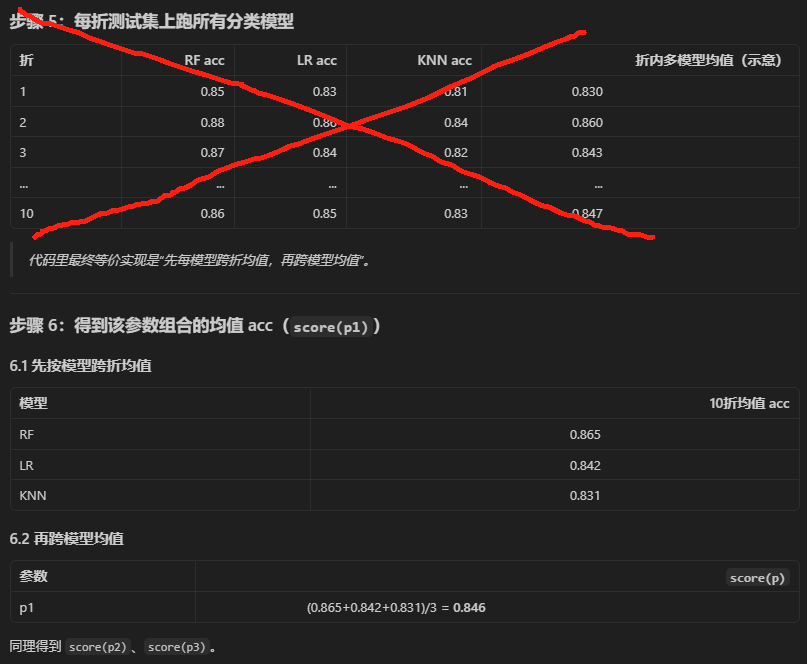 步骤 5：每折测试集上跑所有分类模型
折 RF acc LR acc KNN acc 折内多模型均值（示意）
1 0.85 0.83 0.81 0.830
2 0.88 0.86 0.84 0.860
3 0.87 0.84 0.82 0.843
... ... ... ... ...
10 0.86 0.85 0.83 0.847
代码里最终等价实现是“先每模型跨折均值，再跨模型均值”。
步骤 6：得到该参数组合的均值 acc（score(p1)）
6.1 先按模型跨折均值
模型 10折均值 acc
RF 0.865
LR 0.842
KNN 0.831
6.2 再跨模型均值
参数 score(p)
p1 (0.865+0.842+0.831)/3 = 0.846
同理得到 score(p2)、score(p3)。